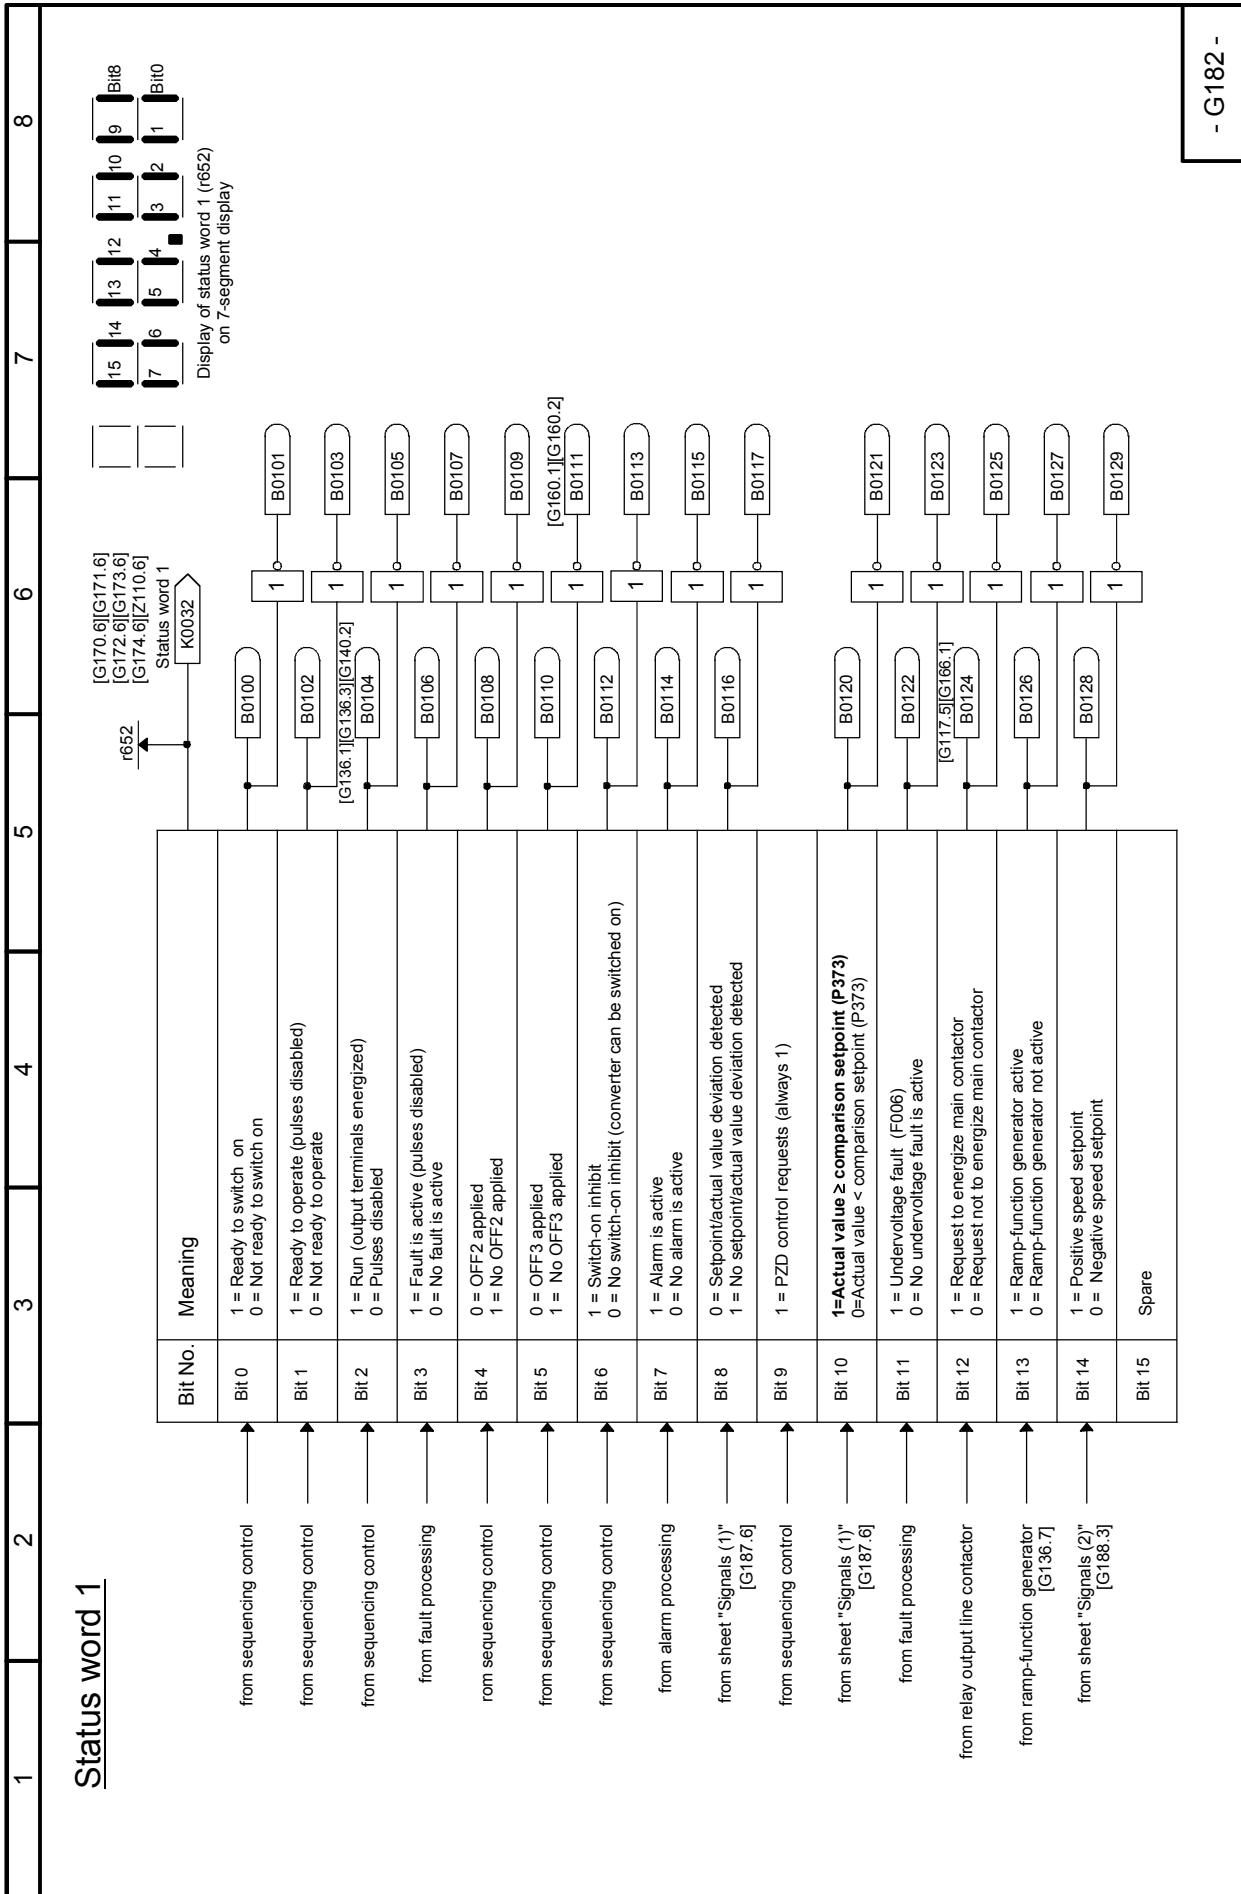 Status word 1
[G170.6][G171.6]
[G172.6][G173.6]
[G174.6][Z110.6]
Status word 1
r652
K0032
15 14 13 12 11 10 9 Bit8
7 6 5 4 3 2 1 Bit0
Display of status word 1 (r652)
on 7-segment display
Bit No. Meaning
from sequencing control
Bit 0
1 = Ready to switch on
0 = Not ready to switch on
B0100 1 B0101
from sequencing control
Bit 1
1 = Ready to operate (pulses disabled)
0 = Not ready to operate
B0102 1 B0103
from sequencing control
Bit 2
1 = Run (output terminals energized)
0 = Pulses disabled
[G136.1][G136.3][G140.2]
B0104 1 B0105
from fault processing
Bit 3
1 = Fault is active (pulses disabled)
0 = No fault is active
B0106 1 B0107
rom sequencing control
Bit 4
0 = OFF2 applied
1 = No OFF2 applied
B0108 1 B0109
from sequencing control
Bit 5
0 = OFF3 applied
1 = No OFF3 applied
[G160.1][G160.2]
B0110 1 B0111
from sequencing control
Bit 6
1 = Switch-on inhibit
0 = No switch-on inhibit (converter can be switched on)
B0112 1 B0113
from alarm processing
Bit 7
1 = Alarm is active
0 = No alarm is active
B0114 1 B0115
from sheet "Signals (1)"
[G187.6]
Bit 8
0 = Setpoint/actual value deviation detected
1 = No setpoint/actual value deviation detected
B0116 1 B0117
from sequencing control
Bit 9
1 = PZD control requests (always 1)
from sheet "Signals (1)"
[G187.6]
Bit 10
1=Actual value ≥ comparison setpoint (P373)
0=Actual value < comparison setpoint (P373)
B0120 1 B0121
from fault processing
Bit 11
1 = Undervoltage fault (F006)
0 = No undervoltage fault is active
B0122 1 B0123
from relay output line contactor
Bit 12
1 = Request to energize main contactor
0 = Request not to energize main contactor
[G117.5][G166.1]
B0124 1 B0125
from ramp-function generator
[G136.7]
Bit 13
1 = Ramp-function generator active
0 = Ramp-function generator not active
B0126 1 B0127
from sheet "Signals (2)"
[G188.3]
Bit 14
1 = Positive speed setpoint
0 = Negative speed setpoint
B0128 1 B0129
Bit 15
Spare
1 2 3 4 5 6 7 8
- G182 -